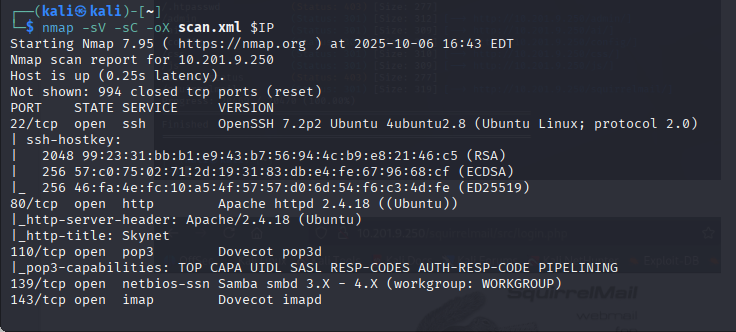 ┌──(kali㉿kali)-[~]
└─$ nmap -sV -sC -oX scan.xml $IP
Starting Nmap 7.95 ( https://nmap.org ) at 2025-10-06 16:43 EDT
Nmap scan report for 10.201.9.250
Host is up (0.25s latency).
Not shown: 994 closed tcp ports (reset)
PORT    STATE SERVICE     VERSION
22/tcp  open  ssh         OpenSSH 7.2p2 Ubuntu 4ubuntu2.8 (Ubuntu Linux; protocol 2.0)
| ssh-hostkey:
|   2048 99:23:31:bb:b1:e9:43:b7:56:94:4c:b9:e8:21:46:c5 (RSA)
|   256 57:c0:75:02:71:2d:19:31:83:db:e4:fe:67:96:68:cf (ECDSA)
|_  256 46:fa:4e:fc:10:a5:4f:57:57:d0:6d:54:f6:c3:4d:fe (ED25519)
80/tcp  open  http        Apache httpd 2.4.18 ((Ubuntu))
|_http-server-header: Apache/2.4.18 (Ubuntu)
|_http-title: Skynet
110/tcp open  pop3        Dovecot pop3d
|_pop3-capabilities: TOP CAPA UIDL SASL RESP-CODES AUTH-RESP-CODE PIPELINING
139/tcp open  netbios-ssn Samba smbd 3.X - 4.X (workgroup: WORKGROUP)
143/tcp open  imap        Dovecot imapd
SquirrelMail
webmail